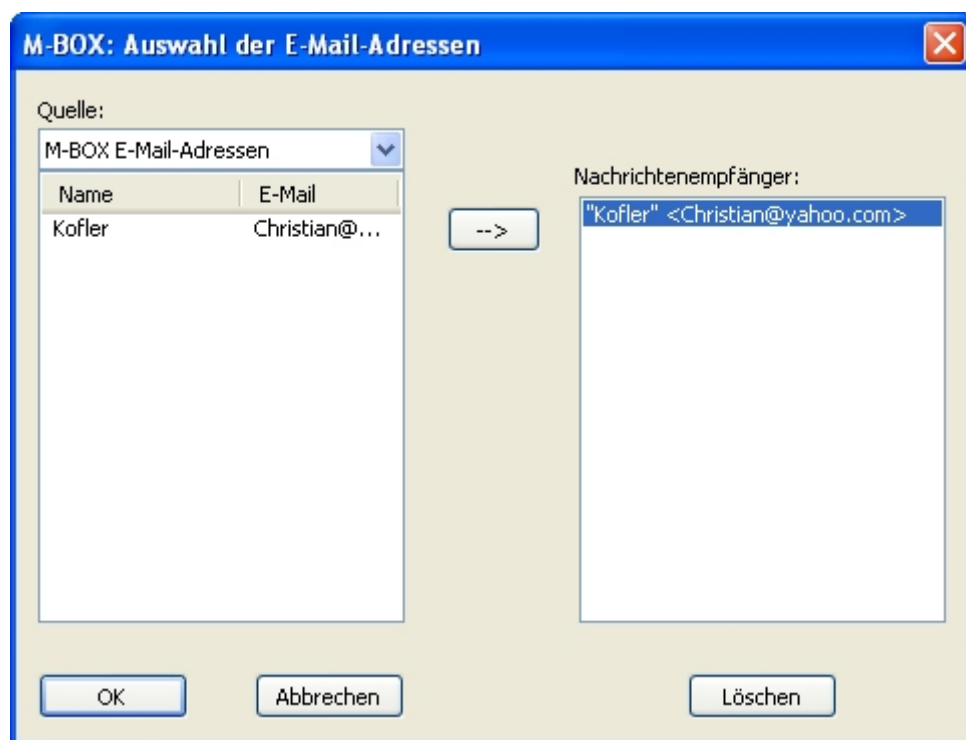 M-BOX: Auswahl der E-Mail-Adressen
Quelle:
M-BOX E-Mail-Adressen
Name E-Mail
Kofler Christian@...
-->
Nachrichtenempfänger:
"Kofler" <Christian@yahoo.com>
OK Abbrechen Löschen